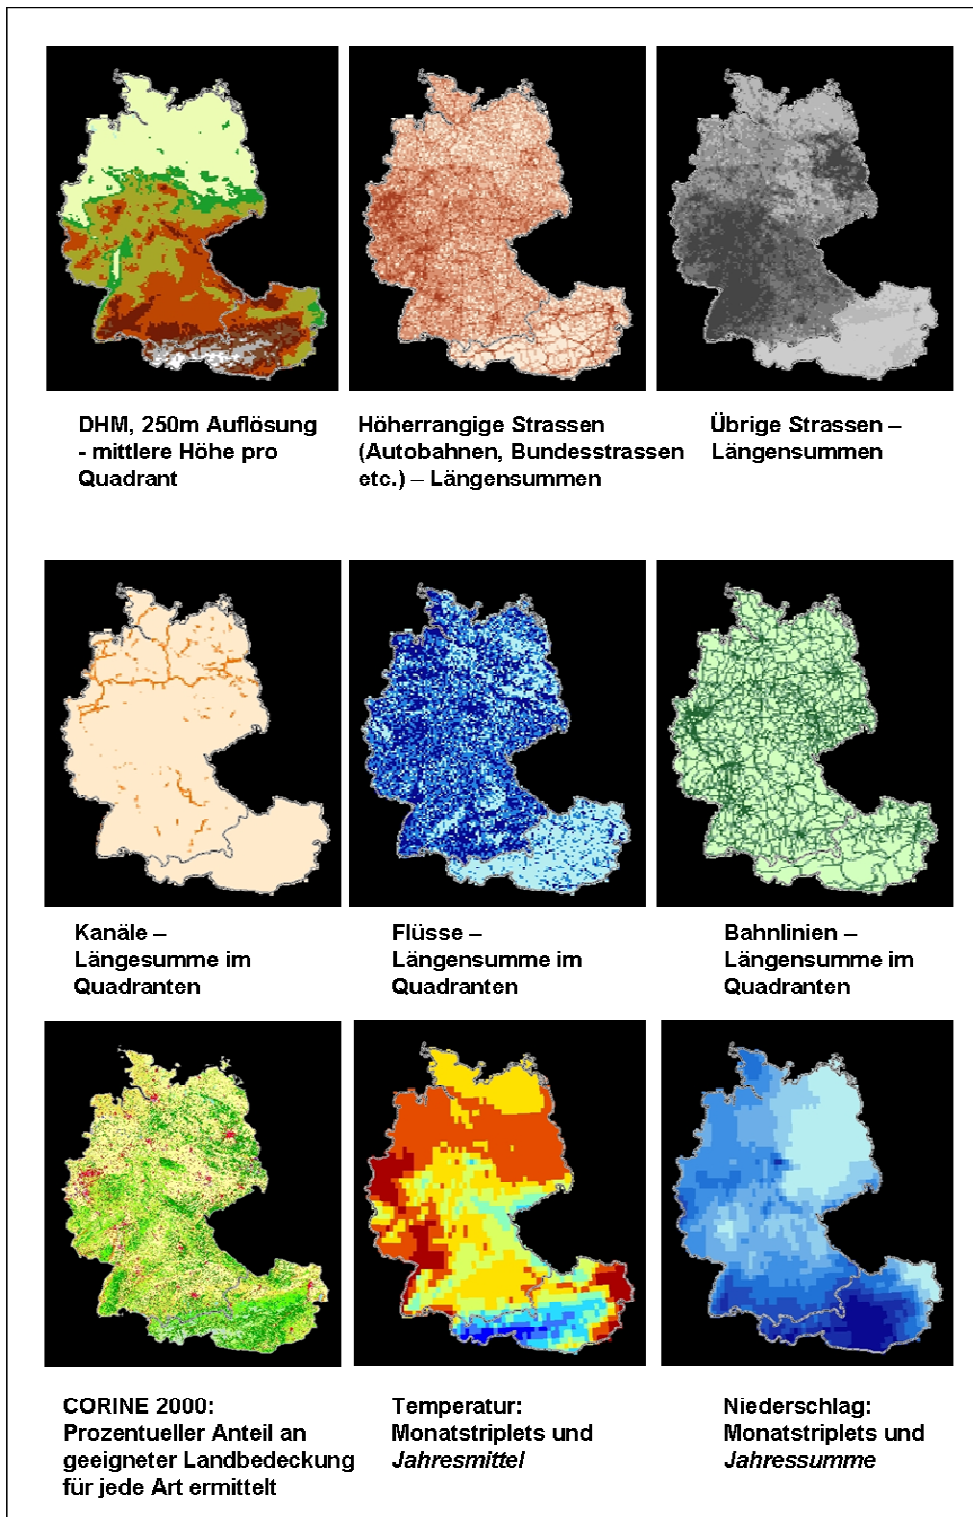 DHM, 250m Auflösung
- mittlere Höhe pro
Quadrant
Höherrangige Strassen
(Autobahnen, Bundesstrassen
etc.) – Längensummen
Übrige Strassen –
Längensummen
Kanäle –
Längesumme im
Quadranten
Flüsse –
Längensumme im
Quadranten
Bahnlinien –
Längensumme im
Quadranten
CORINE 2000:
Prozentueller Anteil an
geeigneter Landbedeckung
für jede Art ermittelt
Temperatur:
Monatstriplets und
Jahresmittel
Niederschlag:
Monatstriplets und
Jahressumme